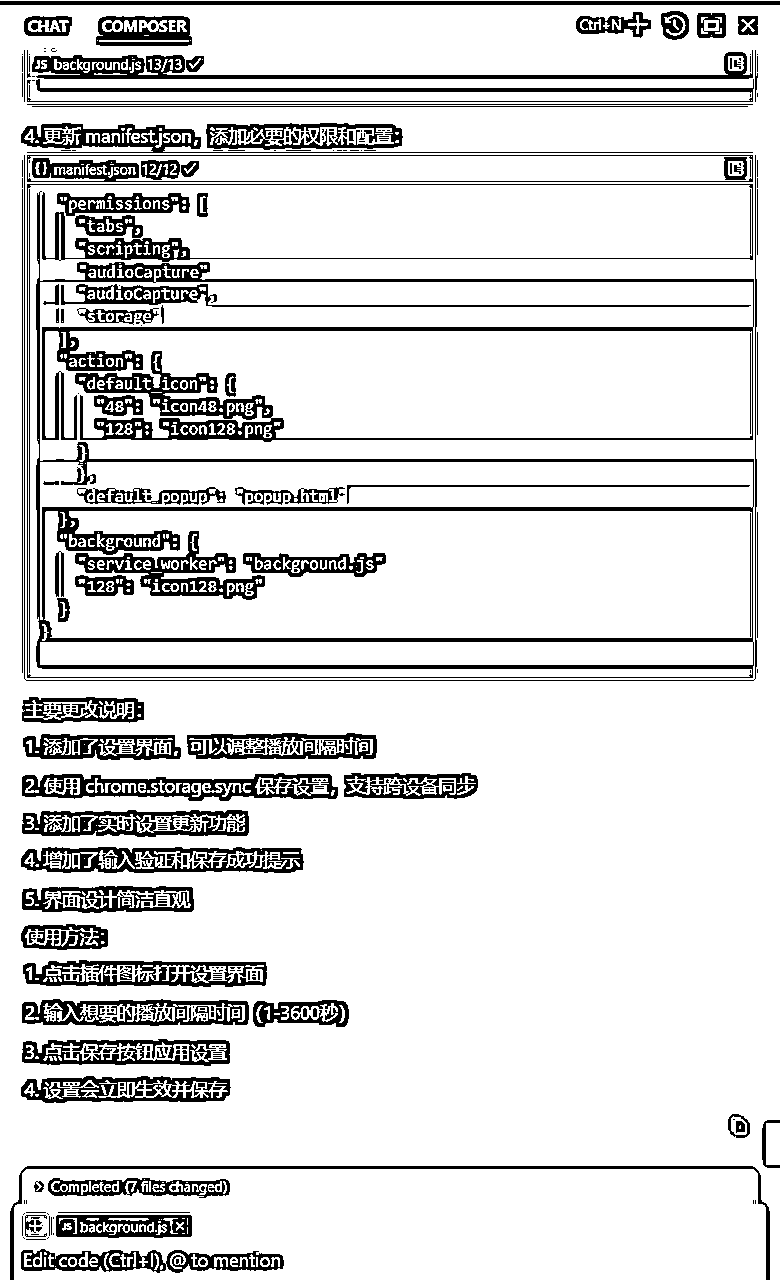 CHAT COMPOSER Ctrl+N
JS background.js 13/13
4. 更新 manifest.json，添加必要的权限和配置:
{} manifest.json 12/12
"permissions": [
"tabs",
"scripting",
"audioCapture"
"audioCapture",
"storage"
],
"action": {
"default_icon": {
"48": "icon48.png",
"128": "icon128.png"
}
},
"default_popup": "popup.html"
},
"background": {
"service_worker": "background.js"
"128": "icon128.png"
}
}
主要更改说明:
1. 添加了设置界面，可以调整播放间隔时间
2. 使用 chrome.storage.sync 保存设置，支持跨设备同步
3. 添加了实时设置更新功能
4. 增加了输入验证和保存成功提示
5. 界面设计简洁直观
使用方法:
1. 点击插件图标打开设置界面
2. 输入想要的播放间隔时间（1-3600秒）
3. 点击保存按钮应用设置
4. 设置会立即生效并保存
Completed (7 files changed)
JS background.js
Edit code (Ctrl+I), @ to mention